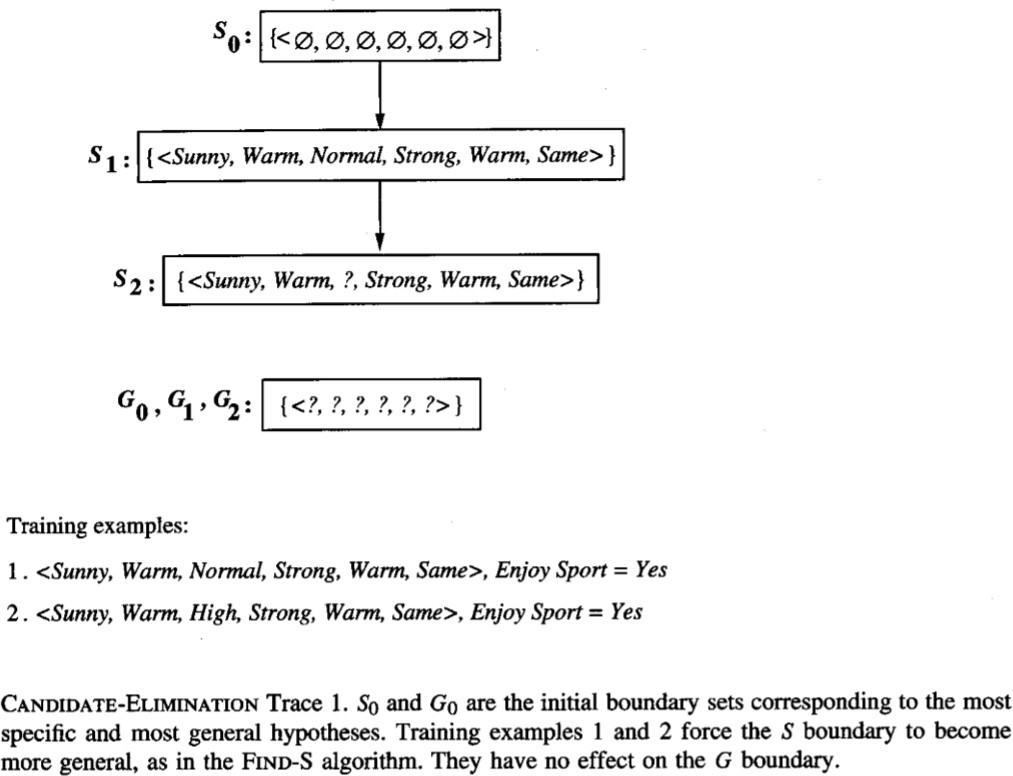 S0: {<∅, ∅, ∅, ∅, ∅, ∅>}
S1: {<Sunny, Warm, Normal, Strong, Warm, Same>}
S2: {<Sunny, Warm, ?, Strong, Warm, Same>}
G0, G1, G2: {<?, ?, ?, ?, ?, ?>}
Training examples:
1. <Sunny, Warm, Normal, Strong, Warm, Same>, Enjoy Sport = Yes
2. <Sunny, Warm, High, Strong, Warm, Same>, Enjoy Sport = Yes
CANDIDATE-ELIMINATION Trace 1. S0 and G0 are the initial boundary sets corresponding to the most
specific and most general hypotheses. Training examples 1 and 2 force the S boundary to become
more general, as in the FIND-S algorithm. They have no effect on the G boundary.